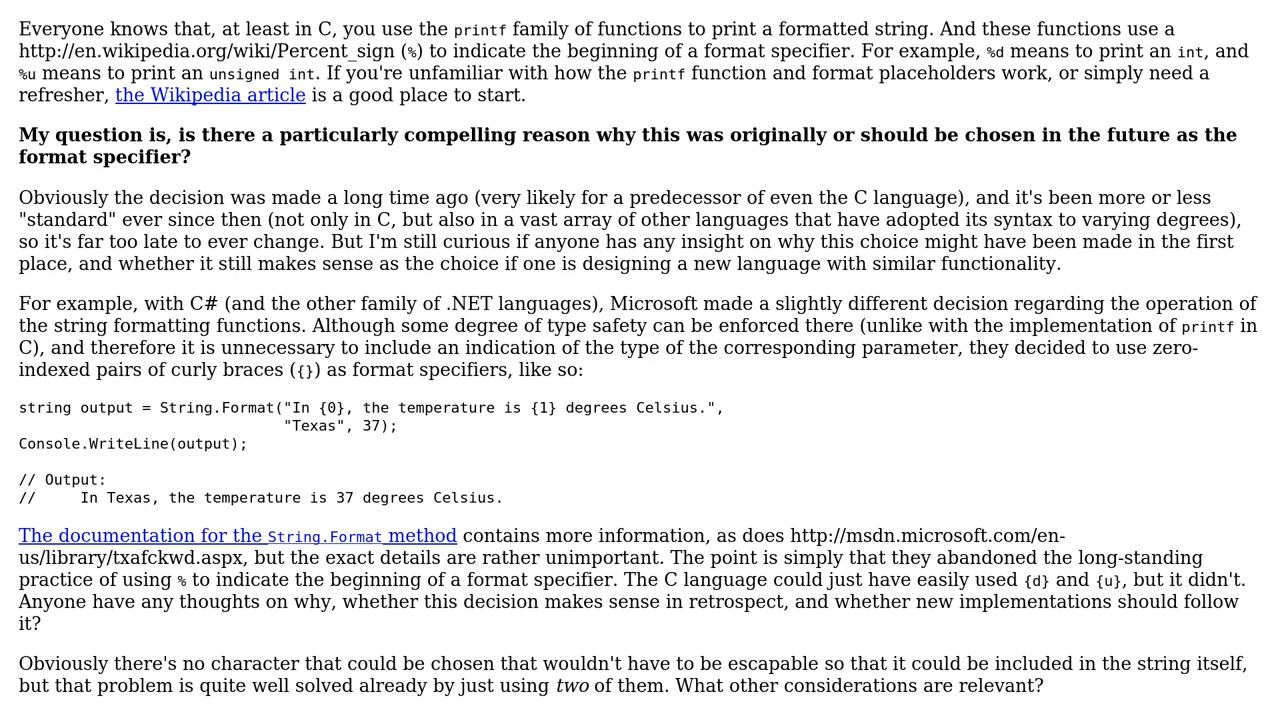 Everyone knows that, at least in C, you use the printf family of functions to print a formatted string. And these functions use a
http://en.wikipedia.org/wiki/Percent_sign (%) to indicate the beginning of a format specifier. For example, %d means to print an int, and
%u means to print an unsigned int. If you're unfamiliar with how the printf function and format placeholders work, or simply need a
refresher, the Wikipedia article is a good place to start.
My question is, is there a particularly compelling reason why this was originally or should be chosen in the future as the
format specifier?
Obviously the decision was made a long time ago (very likely for a predecessor of even the C language), and it's been more or less
"standard" ever since then (not only in C, but also in a vast array of other languages that have adopted its syntax to varying degrees),
so it's far too late to ever change. But I'm still curious if anyone has any insight on why this choice might have been made in the first
place, and whether it still makes sense as the choice if one is designing a new language with similar functionality.
For example, with C# (and the other family of .NET languages), Microsoft made a slightly different decision regarding the operation of
the string formatting functions. Although some degree of type safety can be enforced there (unlike with the implementation of printf in
C), and therefore it is unnecessary to include an indication of the type of the corresponding parameter, they decided to use zero-
indexed pairs of curly braces ({}) as format specifiers, like so:
string output = String.Format("In {0}, the temperature is {1} degrees Celsius.",
                              "Texas", 37);
Console.WriteLine(output);
// Output:
//     In Texas, the temperature is 37 degrees Celsius.
The documentation for the String.Format method contains more information, as does http://msdn.microsoft.com/en-
us/library/txafckwd.aspx, but the exact details are rather unimportant. The point is simply that they abandoned the long-standing
practice of using % to indicate the beginning of a format specifier. The C language could just have easily used {d} and {u}, but it didn't.
Anyone have any thoughts on why, whether this decision makes sense in retrospect, and whether new implementations should follow
it?
Obviously there's no character that could be chosen that wouldn't have to be escapable so that it could be included in the string itself,
but that problem is quite well solved already by just using two of them. What other considerations are relevant?